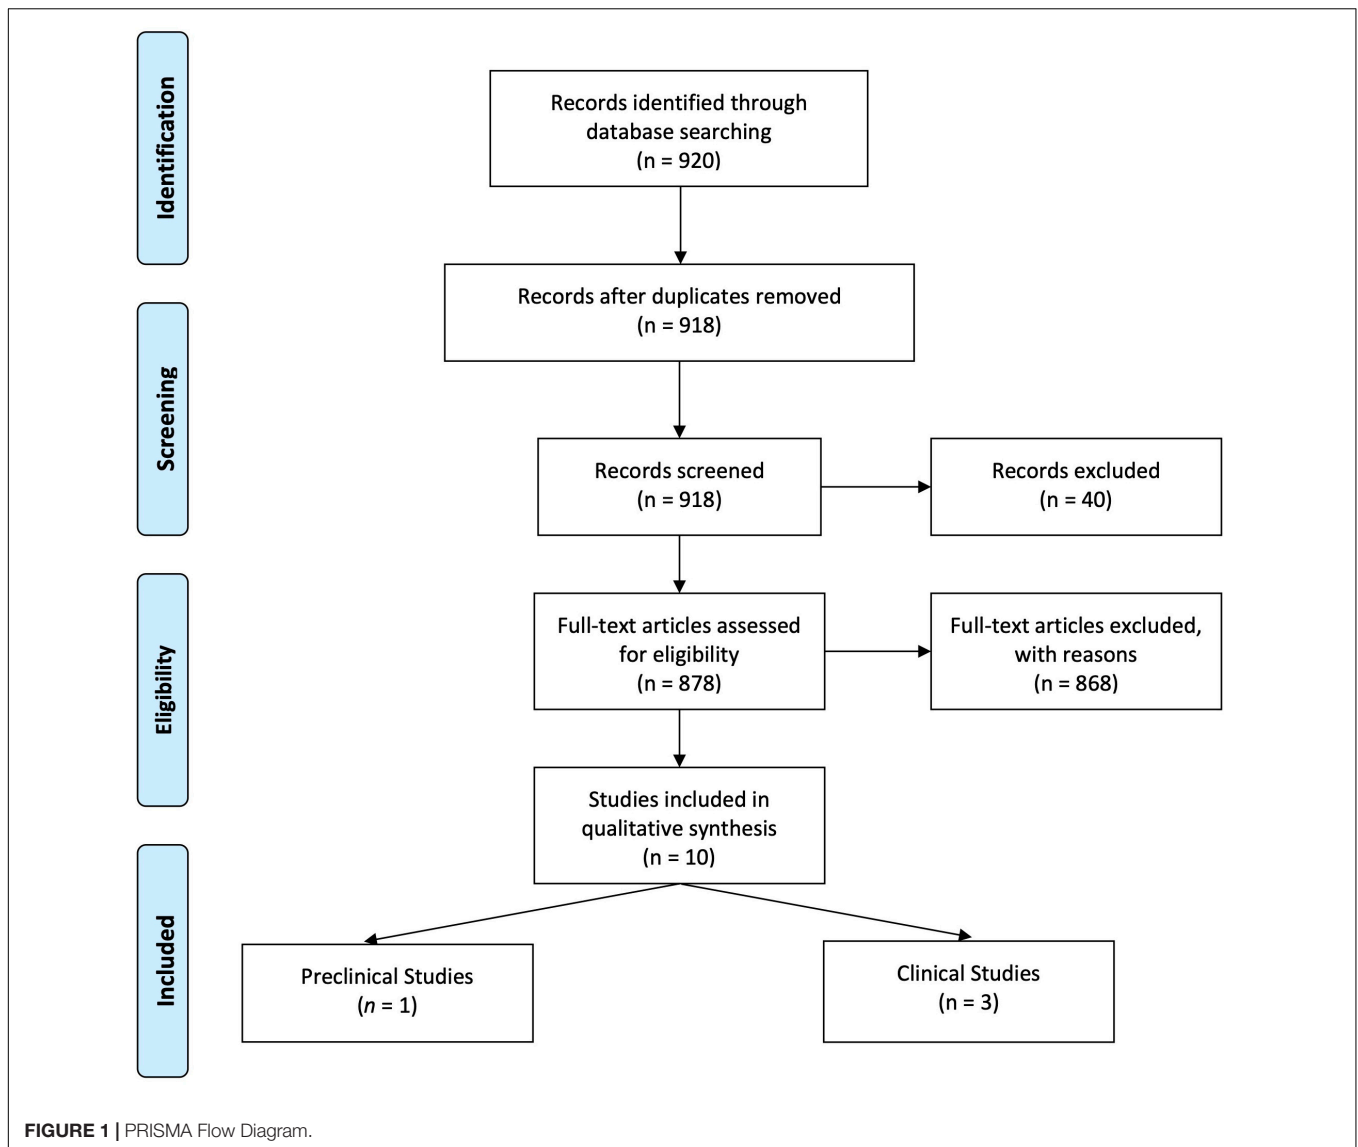 Identification
Records identified through
database searching
(n = 920)
Records after duplicates removed
(n = 918)
Screening
Records screened
(n = 918)
Records excluded
(n = 40)
Eligibility
Full-text articles assessed
for eligibility
(n = 878)
Full-text articles excluded,
with reasons
(n = 868)
Studies included in
qualitative synthesis
(n = 10)
Included
Preclinical Studies
(n = 1)
Clinical Studies
(n = 3)
FIGURE 1 | PRISMA Flow Diagram.